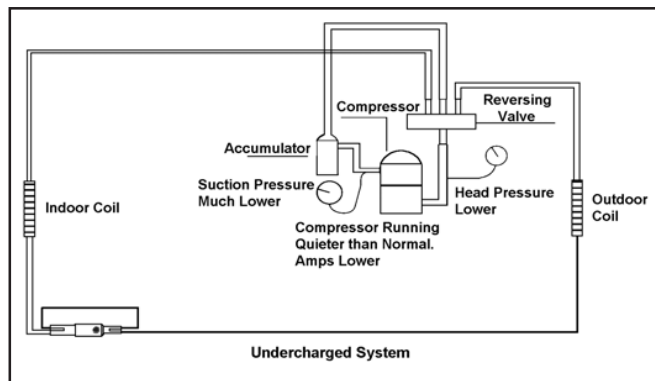 Compressor
Reversing
Valve
Accumulator
Suction Pressure
Much Lower
Head Pressure
Lower
Indoor Coil
Outdoor
Coil
Compressor Running
Quieter than Normal.
Amps Lower
Undercharged System